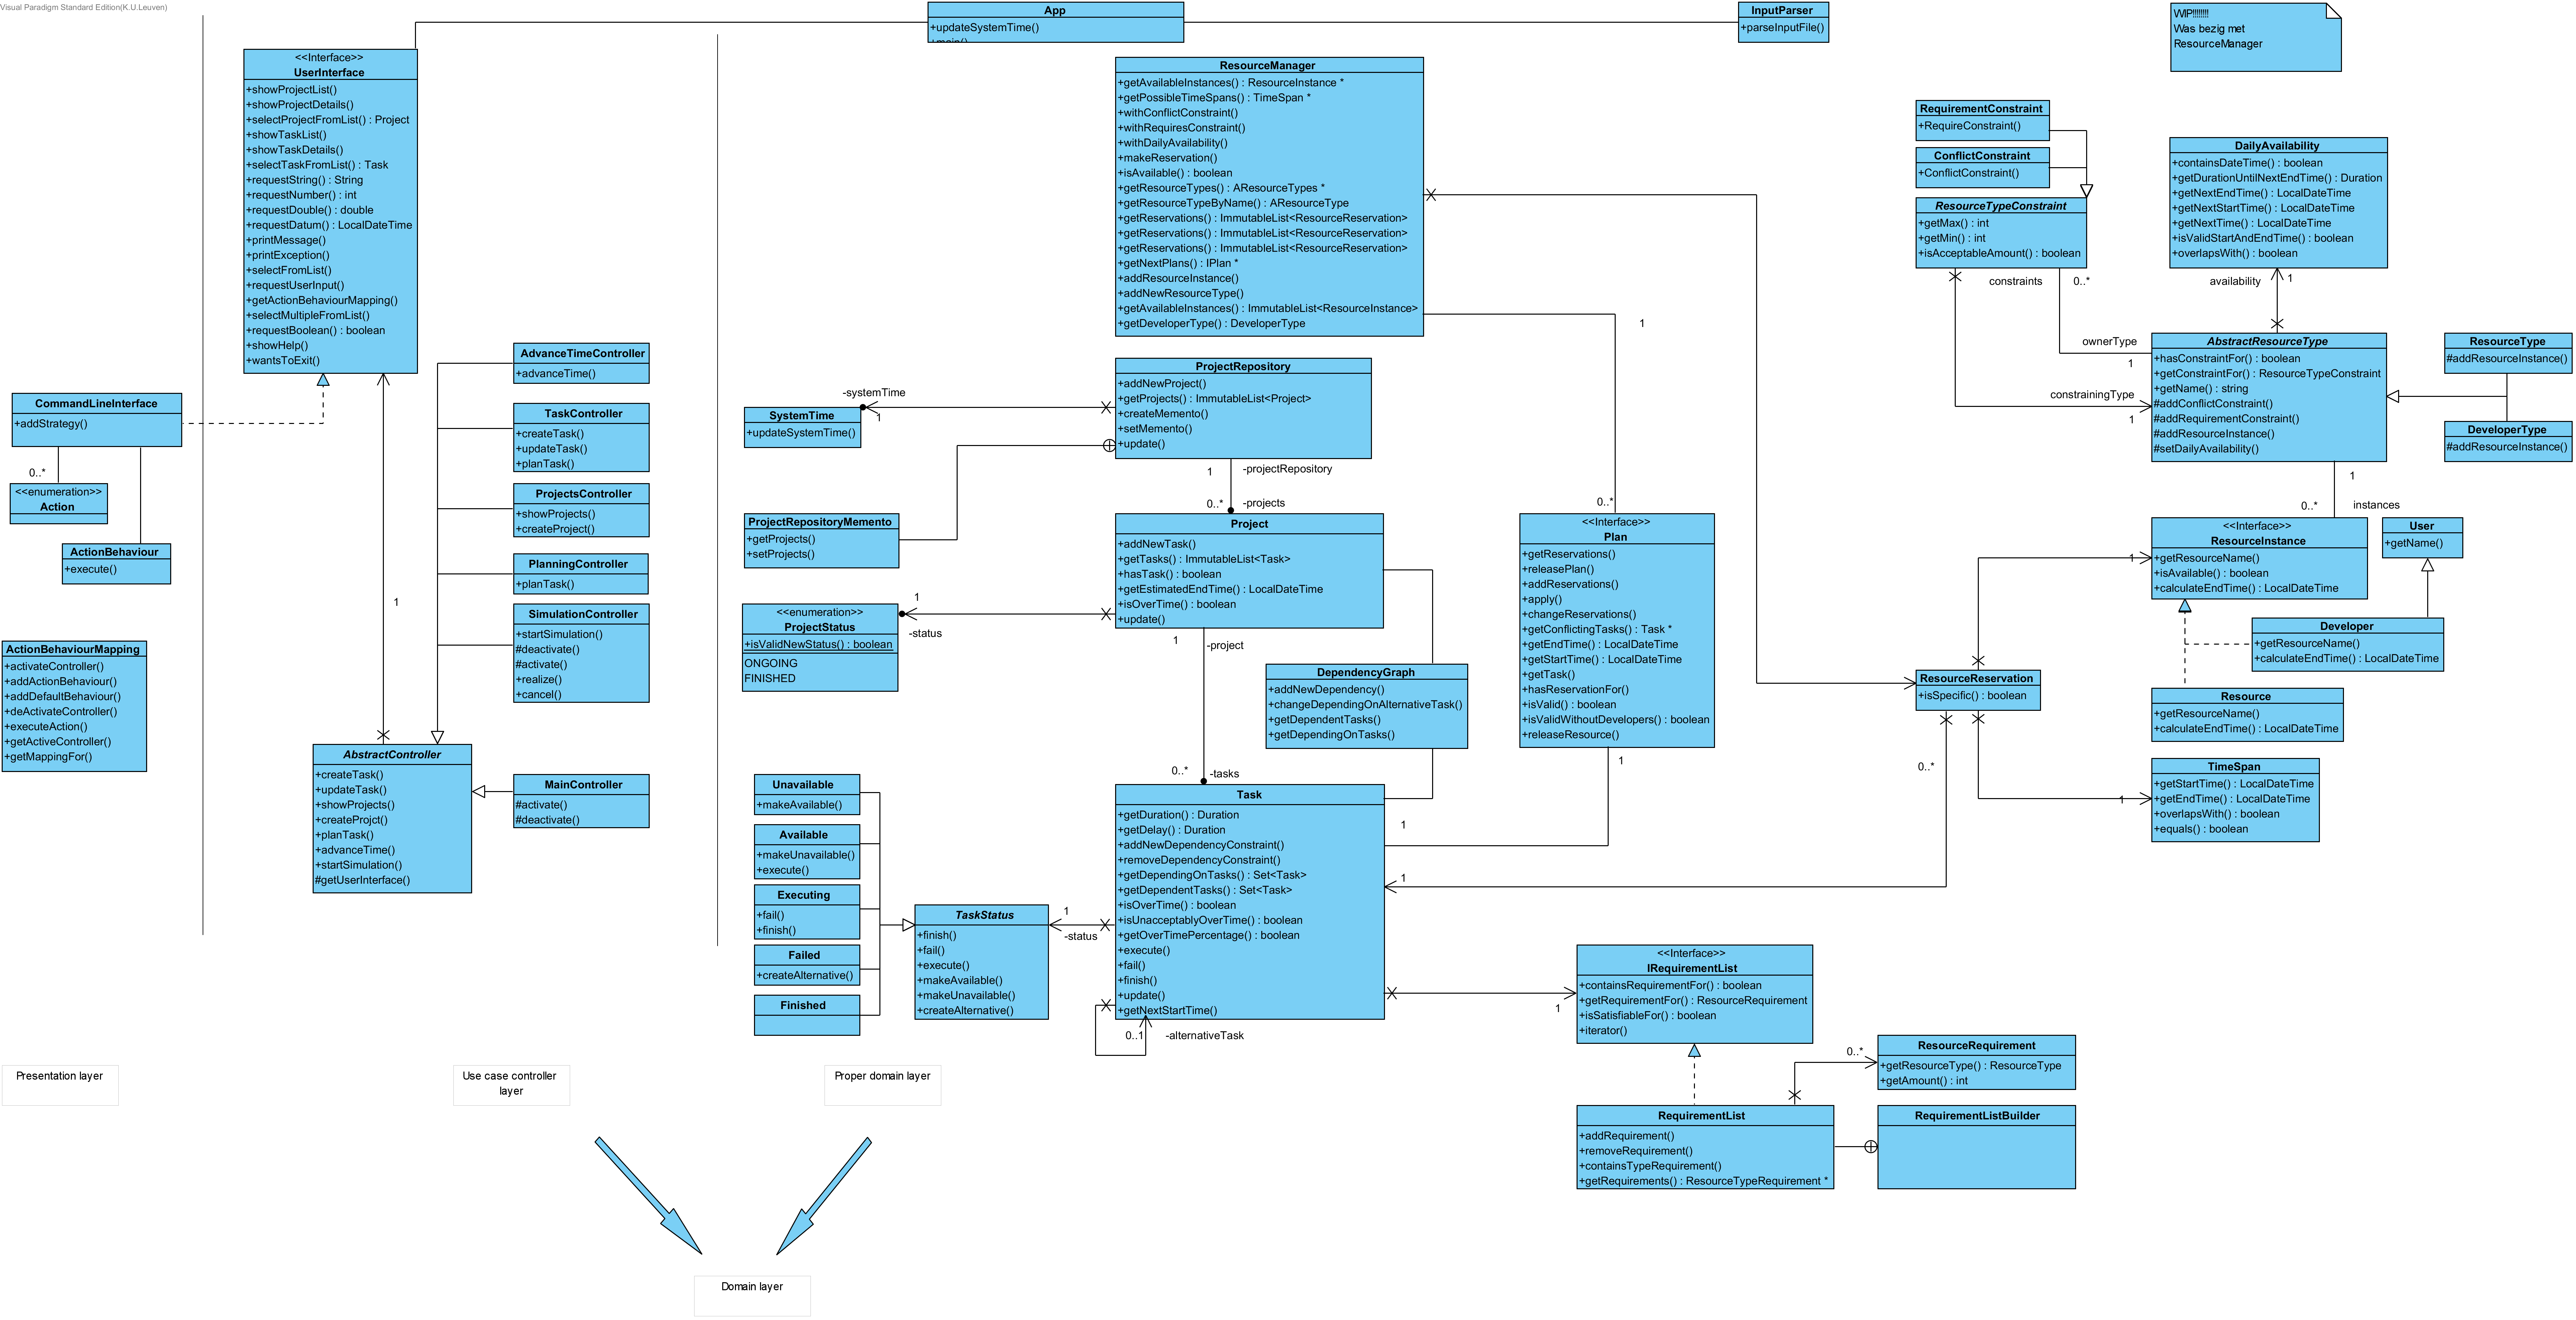 Visual Paradigm Standard Edition(K.U.Leuven)
App
+updateSystemTime()
+main()
InputParser
+parseInputFile()
WIP!!!!!!!!
Was bezig met
ResourceManager
<<Interface>>
UserInterface
+showProjectList()
+showProjectDetails()
+selectProjectFromList() : Project
+showTaskList()
+showTaskDetails()
+selectTaskFromList() : Task
+requestString() : String
+requestNumber() : int
+requestDouble() : double
+requestDatum() : LocalDateTime
+printMessage()
+printException()
+selectFromList()
+requestUserInput()
+getActionBehaviourMapping()
+selectMultipleFromList()
+requestBoolean() : boolean
+showHelp()
+wantsToExit()
CommandLineInterface
+addStrategy()
0..*
<<enumeration>>
Action
ActionBehaviour
+execute()
ActionBehaviourMapping
+activateController()
+addActionBehaviour()
+addDefaultBehaviour()
+deActivateController()
+executeAction()
+getActiveController()
+getMappingFor()
1
AdvanceTimeController
+advanceTime()
TaskController
+createTask()
+updateTask()
+planTask()
ProjectsController
+showProjects()
+createProject()
PlanningController
+planTask()
SimulationController
+startSimulation()
#deactivate()
#activate()
+realize()
+cancel()
AbstractController
+createTask()
+updateTask()
+showProjects()
+createProjct()
+planTask()
+advanceTime()
+startSimulation()
#getUserInterface()
MainController
#activate()
#deactivate()
ResourceManager
+getAvailableInstances() : ResourceInstance *
+getPossibleTimeSpans() : TimeSpan *
+withConflictConstraint()
+withRequiresConstraint()
+withDailyAvailability()
+makeReservation()
+isAvailable() : boolean
+getResourceTypes() : AResourceTypes *
+getResourceTypeByName() : AResourceType
+getReservations() : ImmutableList<ResourceReservation>
+getReservations() : ImmutableList<ResourceReservation>
+getReservations() : ImmutableList<ResourceReservation>
+getNextPlans() : IPlan *
+addResourceInstance()
+addNewResourceType()
+getAvailableInstances() : ImmutableList<ResourceInstance>
+getDeveloperType() : DeveloperType
1
ProjectRepository
+addNewProject()
+getProjects() : ImmutableList<Project>
+createMemento()
+setMemento()
+update()
-systemTime
1
SystemTime
+updateSystemTime()
1
-projectRepository
0..*
-projects
ProjectRepositoryMemento
+getProjects()
+setProjects()
Project
+addNewTask()
+getTasks() : ImmutableList<Task>
+hasTask() : boolean
+getEstimatedEndTime() : LocalDateTime
+isOverTime() : boolean
+update()
1
-status
<<enumeration>>
ProjectStatus
+isValidNewStatus() : boolean
ONGOING
FINISHED
1
-project
0..*
-tasks
DependencyGraph
+addNewDependency()
+changeDependingOnAlternativeTask()
+getDependentTasks()
+getDependingOnTasks()
0..*
<<Interface>>
Plan
+getReservations()
+releasePlan()
+addReservations()
+apply()
+changeReservations()
+getConflictingTasks() : Task *
+getEndTime() : LocalDateTime
+getStartTime() : LocalDateTime
+getTask()
+hasReservationFor()
+isValid() : boolean
+isValidWithoutDevelopers() : boolean
+releaseResource()
1
Unavailable
+makeAvailable()
Available
+makeUnavailable()
+execute()
Executing
+fail()
+finish()
Failed
+createAlternative()
Finished
TaskStatus
+finish()
+fail()
+execute()
+makeAvailable()
+makeUnavailable()
+createAlternative()
1
-status
Task
+getDuration() : Duration
+getDelay() : Duration
+addNewDependencyConstraint()
+removeDependencyConstraint()
+getDependingOnTasks() : Set<Task>
+getDependentTasks() : Set<Task>
+isOverTime() : boolean
+isUnacceptablyOverTime() : boolean
+getOverTimePercentage() : boolean
+execute()
+fail()
+finish()
+update()
+getNextStartTime()
1
1
0..1
-alternativeTask
1
<<Interface>>
IRequirementList
+containsRequirementFor() : boolean
+getRequirementFor() : ResourceRequirement
+isSatisfiableFor() : boolean
+iterator()
0..*
ResourceRequirement
+getResourceType() : ResourceType
+getAmount() : int
RequirementList
+addRequirement()
+removeRequirement()
+containsTypeRequirement()
+getRequirements() : ResourceTypeRequirement *
RequirementListBuilder
RequirementConstraint
+RequireConstraint()
ConflictConstraint
+ConflictConstraint()
ResourceTypeConstraint
+getMax() : int
+getMin() : int
+isAcceptableAmount() : boolean
constraints
0..*
ownerType
1
constrainingType
1
DailyAvailability
+containsDateTime() : boolean
+getDurationUntilNextEndTime() : Duration
+getNextEndTime() : LocalDateTime
+getNextStartTime() : LocalDateTime
+getNextTime() : LocalDateTime
+isValidStartAndEndTime() : boolean
+overlapsWith() : boolean
availability
1
AbstractResourceType
+hasConstraintFor() : boolean
+getConstraintFor() : ResourceTypeConstraint
+getName() : string
#addConflictConstraint()
#addRequirementConstraint()
#addResourceInstance()
#setDailyAvailability()
ResourceType
#addResourceInstance()
DeveloperType
#addResourceInstance()
1
0..*
instances
<<Interface>>
ResourceInstance
+getResourceName()
+isAvailable() : boolean
+calculateEndTime() : LocalDateTime
User
+getName()
1
Developer
+getResourceName()
+calculateEndTime() : LocalDateTime
ResourceReservation
+isSpecific() : boolean
0..*
Resource
+getResourceName()
+calculateEndTime() : LocalDateTime
1
TimeSpan
+getStartTime() : LocalDateTime
+getEndTime() : LocalDateTime
+overlapsWith() : boolean
+equals() : boolean
Presentation layer
Use case controller
layer
Proper domain layer
Domain layer